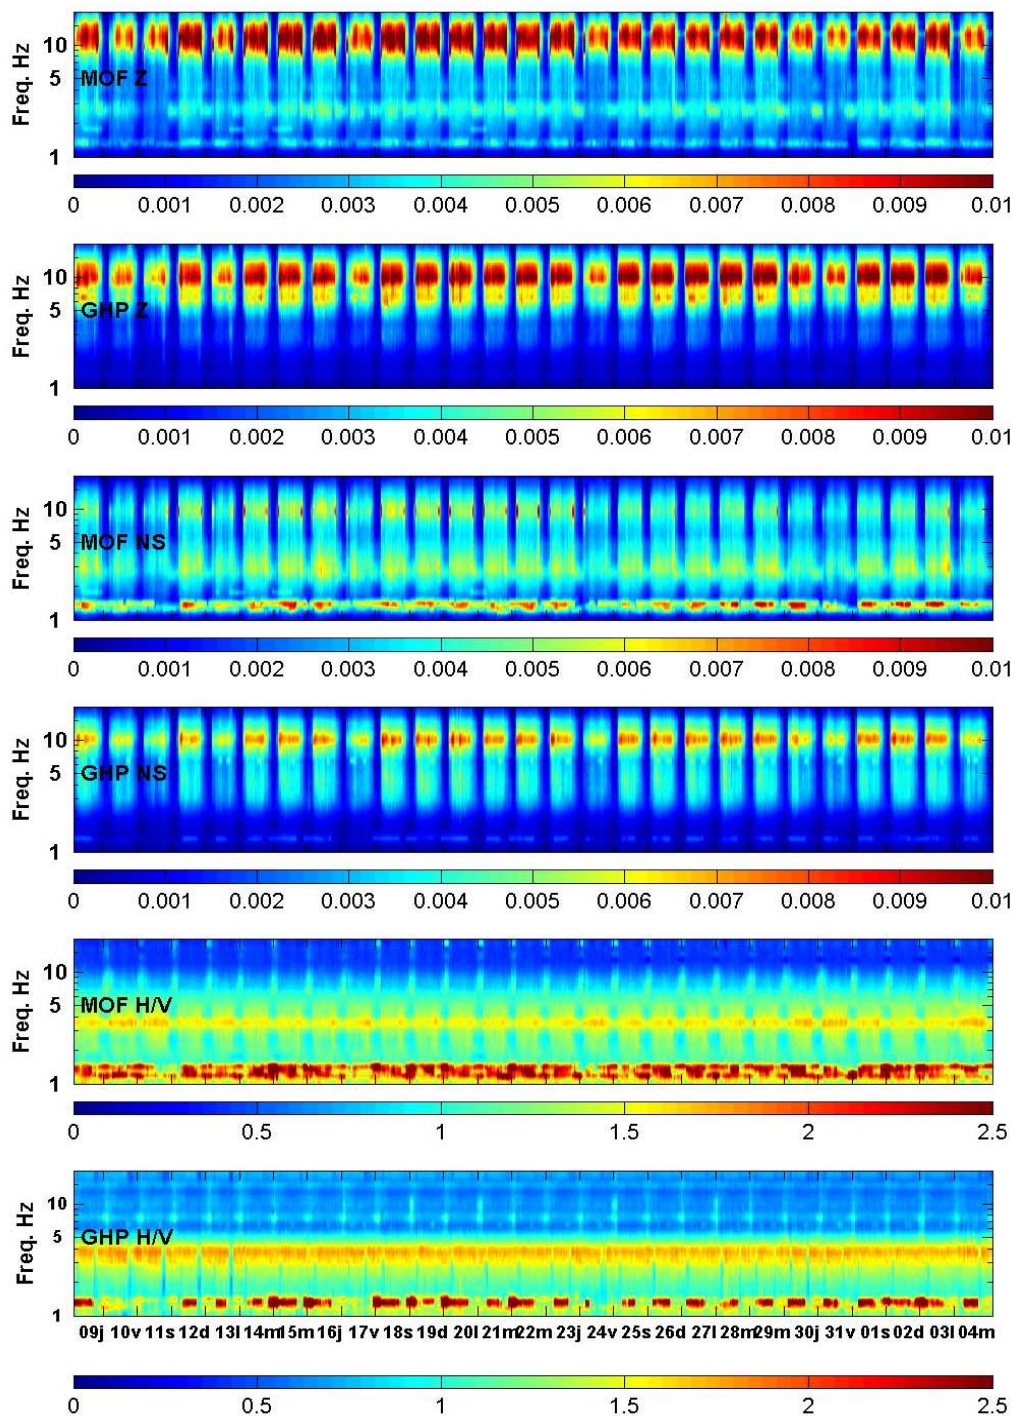 10
5
1
Freq. Hz
MOF Z
0 0.001 0.002 0.003 0.004 0.005 0.006 0.007 0.008 0.009 0.01
10
5
1
Freq. Hz
GHP Z
0 0.001 0.002 0.003 0.004 0.005 0.006 0.007 0.008 0.009 0.01
10
5
1
Freq. Hz
MOF NS
0 0.001 0.002 0.003 0.004 0.005 0.006 0.007 0.008 0.009 0.01
10
5
1
Freq. Hz
GHP NS
0 0.001 0.002 0.003 0.004 0.005 0.006 0.007 0.008 0.009 0.01
10
5
1
Freq. Hz
MOF H/V
0 0.5 1 1.5 2 2.5
10
5
1
Freq. Hz
GHP H/V
09j 10v 11s 12d 13l 14m 15m 16j 17v 18s 19d 20l 21m 22m 23j 24v 25s 26d 27l 28m 29m 30j 31v 01s 02d 03l 04m
0 0.5 1 1.5 2 2.5